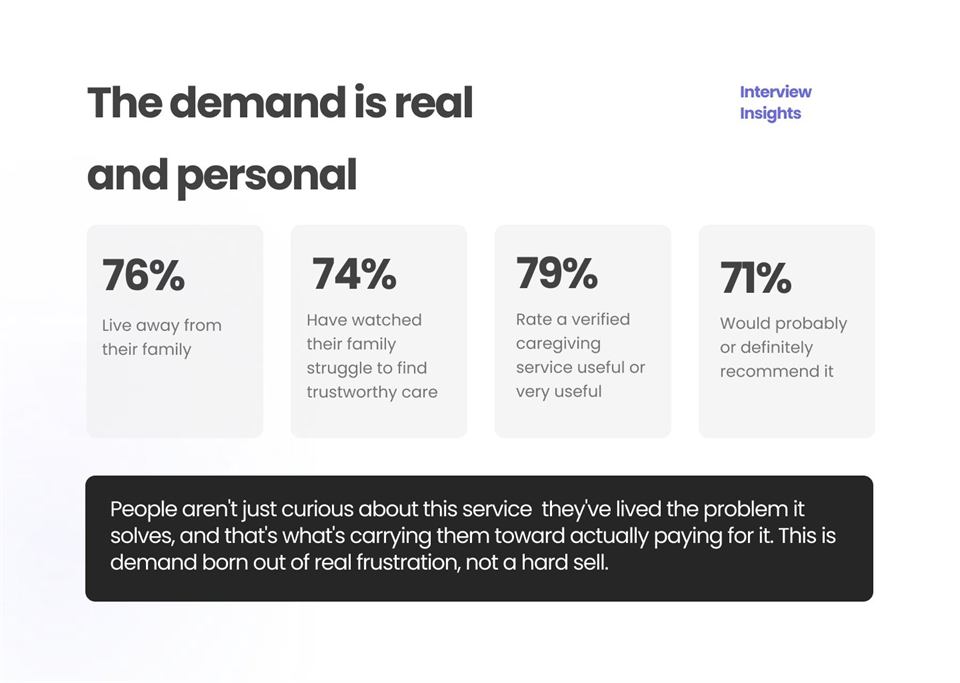 The demand is real
and personal
Interview
Insights
76%
Live away from
their family
74%
Have watched
their family
struggle to find
trustworthy care
79%
Rate a verified
caregiving
service useful or
very useful
71%
Would probably
or definitely
recommend it
People aren't just curious about this service  they've lived the problem it
solves, and that's what's carrying them toward actually paying for it. This is
demand born out of real frustration, not a hard sell.